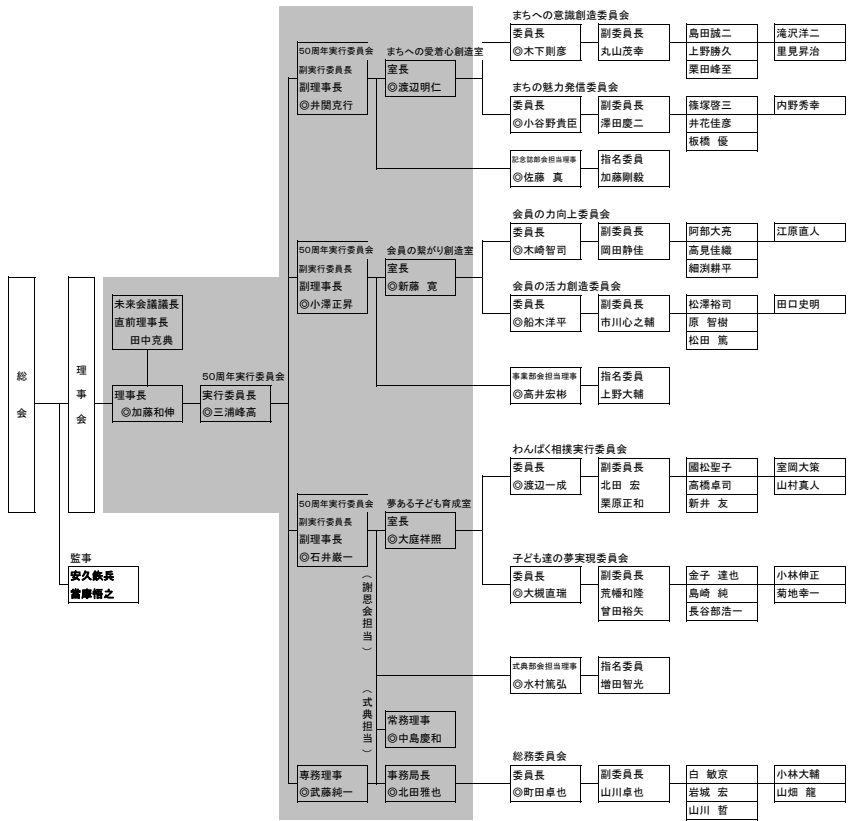 総会
理事会
監事
安久鉃兵
當摩悟之
未来会議議長
直前理事長
田中克典
理事長
◎加藤和伸
50周年実行委員会
実行委員長
◎三浦峰高
50周年実行委員会
副実行委員長
副理事長
◎井関克行
まちへの愛着心創造室
室長
◎渡辺明仁
まちへの意識創造委員会
委員長
◎木下則彦
副委員長
丸山茂幸
島田誠二
上野勝久
栗田峰至
滝沢洋二
里見昇治
まちの魅力発信委員会
委員長
◎小谷野貴臣
副委員長
澤田慶二
篠塚啓三
井花佳彦
板橋 優
内野秀幸
記念誌部会担当理事
◎佐藤 真
指名委員
加藤剛毅
50周年実行委員会
副実行委員長
副理事長
◎小澤正昇
会員の繋がり創造室
室長
◎新藤 寛
会員の力向上委員会
委員長
◎木崎智司
副委員長
岡田静佳
阿部大亮
高見佳織
細渕耕平
江原直人
会員の活力創造委員会
委員長
◎船木洋平
副委員長
市川心之輔
松澤裕司
原 智樹
松田 篤
田口史明
事業部会担当理事
◎高井宏彬
指名委員
上野大輔
50周年実行委員会
副実行委員長
副理事長
◎石井巌一
(謝恩会担当)
(式典担当)
夢ある子ども育成室
室長
◎大庭祥照
わんぱく相撲実行委員会
委員長
◎渡辺一成
副委員長
北田 宏
栗原正和
國松聖子
高橋卓司
新井 友
室岡大策
山村真人
子ども達の夢実現委員会
委員長
◎大槻直瑞
副委員長
荒幡和隆
曽田裕矢
金子 達也
島崎 純
長谷部浩一
小林伸正
菊地幸一
式典部会担当理事
◎水村篤弘
指名委員
増田智光
常務理事
◎中島慶和
専務理事
◎武藤純一
事務局長
◎北田雅也
総務委員会
委員長
◎町田卓也
副委員長
山川卓也
白 敏京
岩城 宏
山川 哲
小林大輔
山畑 龍